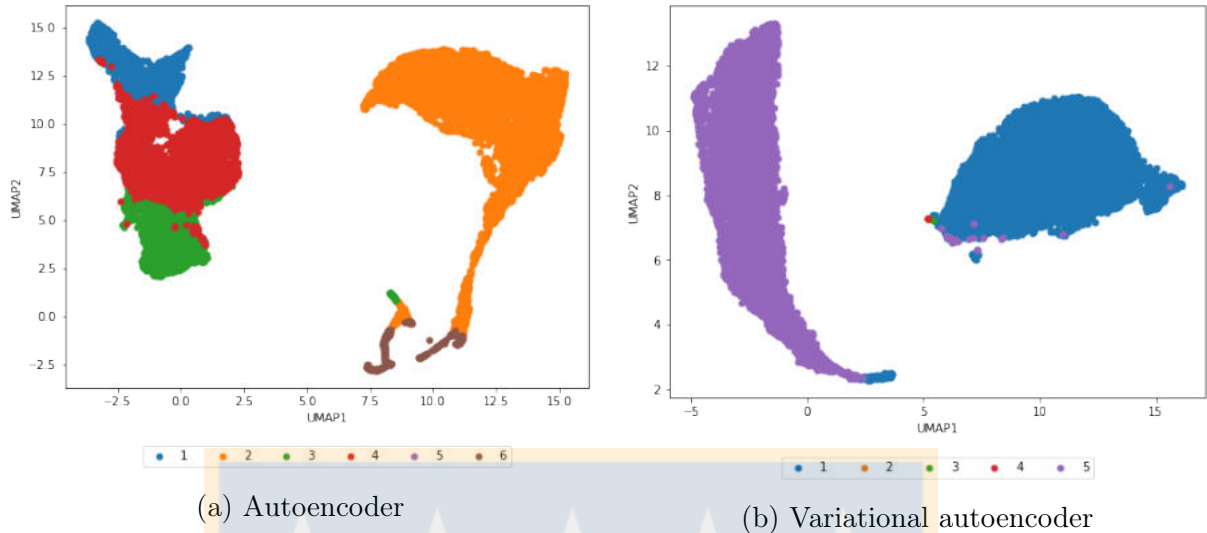 15.0
12.5
10.0
7.5
5.0
2.5
0.0
−2.5
UMAP2
−2.5 0.0 2.5 5.0 7.5 10.0 12.5 15.0
UMAP1
1 2 3 4 5 6
(a) Autoencoder
12
10
8
6
4
2
UMAP2
−5 0 5 10 15
UMAP1
1 2 3 4 5
(b) Variational autoencoder